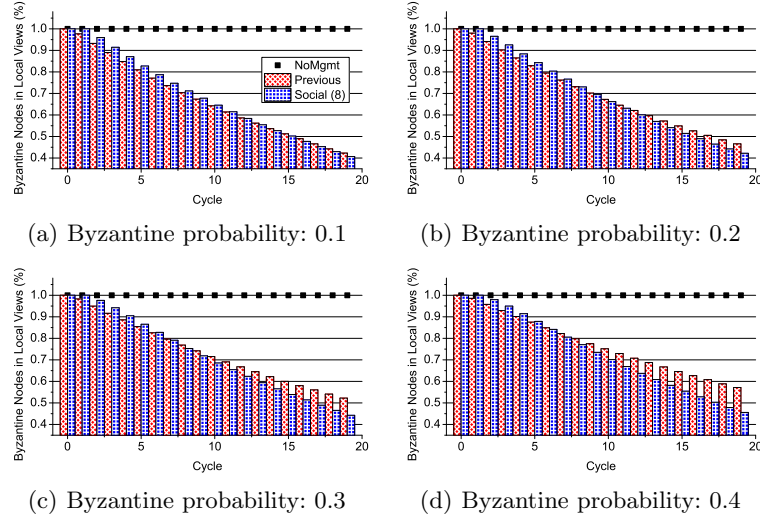 Byzantine Nodes in Local Views (%)
1.0
0.9
0.8
0.7
0.6
0.5
0.4
NoMgmt
Previous
Social (8)
0 5 10 15 20
Cycle
(a) Byzantine probability: 0.1
Byzantine Nodes in Local Views (%)
1.0
0.9
0.8
0.7
0.6
0.5
0.4
0 5 10 15 20
Cycle
(b) Byzantine probability: 0.2
Byzantine Nodes in Local Views (%)
1.0
0.9
0.8
0.7
0.6
0.5
0.4
0 5 10 15 20
Cycle
(c) Byzantine probability: 0.3
Byzantine Nodes in Local Views (%)
1.0
0.9
0.8
0.7
0.6
0.5
0.4
0 5 10 15 20
Cycle
(d) Byzantine probability: 0.4